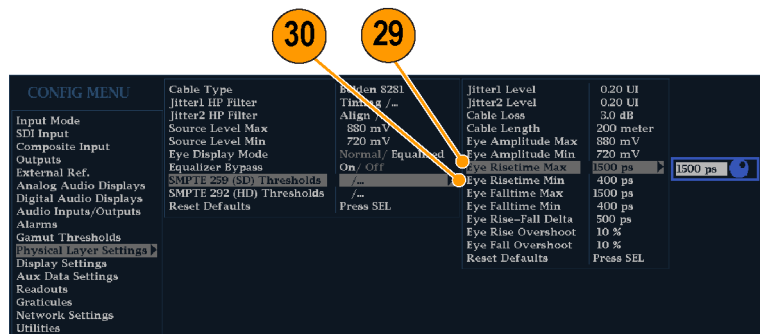 30 29
CONFIG MENU
Input Mode
SDI Input
Composite Input
Outputs
External Ref.
Analog Audio Displays
Digital Audio Displays
Audio Inputs/Outputs
Alarms
Gamut Thresholds
Physical Layer Settings
Display Settings
Aux Data Settings
Readouts
Graticules
Network Settings
Utilities
Cable Type Belden 8281
Jitter1 HP Filter Timing /...
Jitter2 HP Filter Align /
Source Level Max 880 mV
Source Level Min 720 mV
Eye Display Mode Normal/ Equalized
Equalizer Bypass On/ Off
SMPTE 259 (SD) Thresholds /...
SMPTE 292 (HD) Thresholds /...
Reset Defaults Press SEL
Jitter1 Level 0.20 UI
Jitter2 Level 0.20 UI
Cable Loss 3.0 dB
Cable Length 200 meter
Eye Amplitude Max 880 mV
Eye Amplitude Min 720 mV
Eye Risetime Max 1500 ps
Eye Risetime Min 400 ps
Eye Falltime Max 1500 ps
Eye Falltime Min 400 ps
Eye Rise-Fall Delta 500 ps
Eye Rise Overshoot 10 %
Eye Fall Overshoot 10 %
Reset Defaults Press SEL
1500 ps